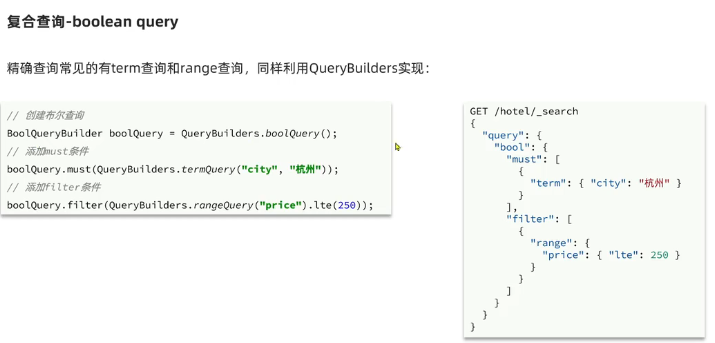 复合查询-boolean query
精确查询常见的有term查询和range查询，同样利用QueryBuilders实现：
// 创建布尔查询
BoolQueryBuilder boolQuery = QueryBuilders.boolQuery();
// 添加must条件
boolQuery.must(QueryBuilders.termQuery("city", "杭州"));
// 添加filter条件
boolQuery.filter(QueryBuilders.rangeQuery("price").lte(250));
GET /hotel/_search
{
  "query": {
    "bool": {
      "must": [
        {
          "term": { "city": "杭州" }
        }
      ],
      "filter": [
        {
          "range": {
            "price": { "lte": 250 }
          }
        }
      ]
    }
  }
}